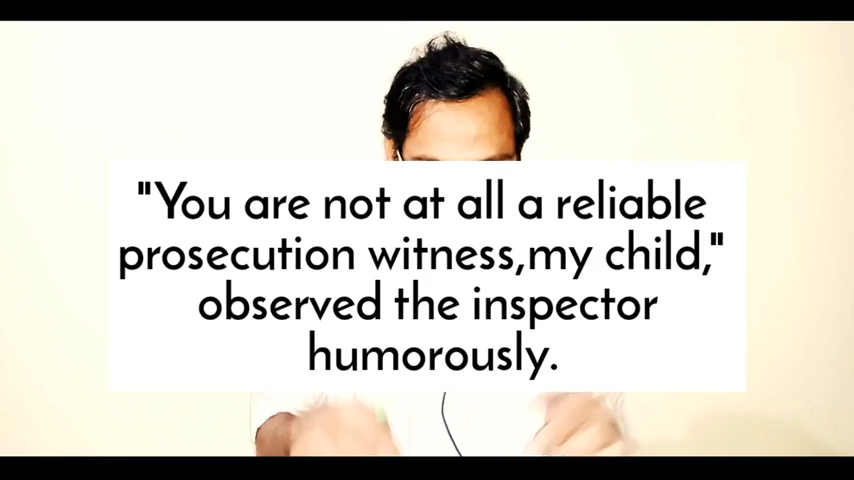 "You are not at all a reliable
prosecution witness,my child,"
observed the inspector
humorously.